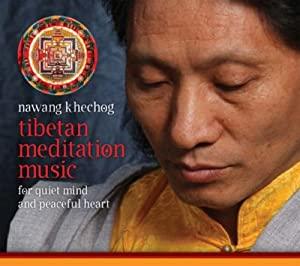 nawang khechog
tibetan
meditation
music
for quiet mind
and peaceful heart